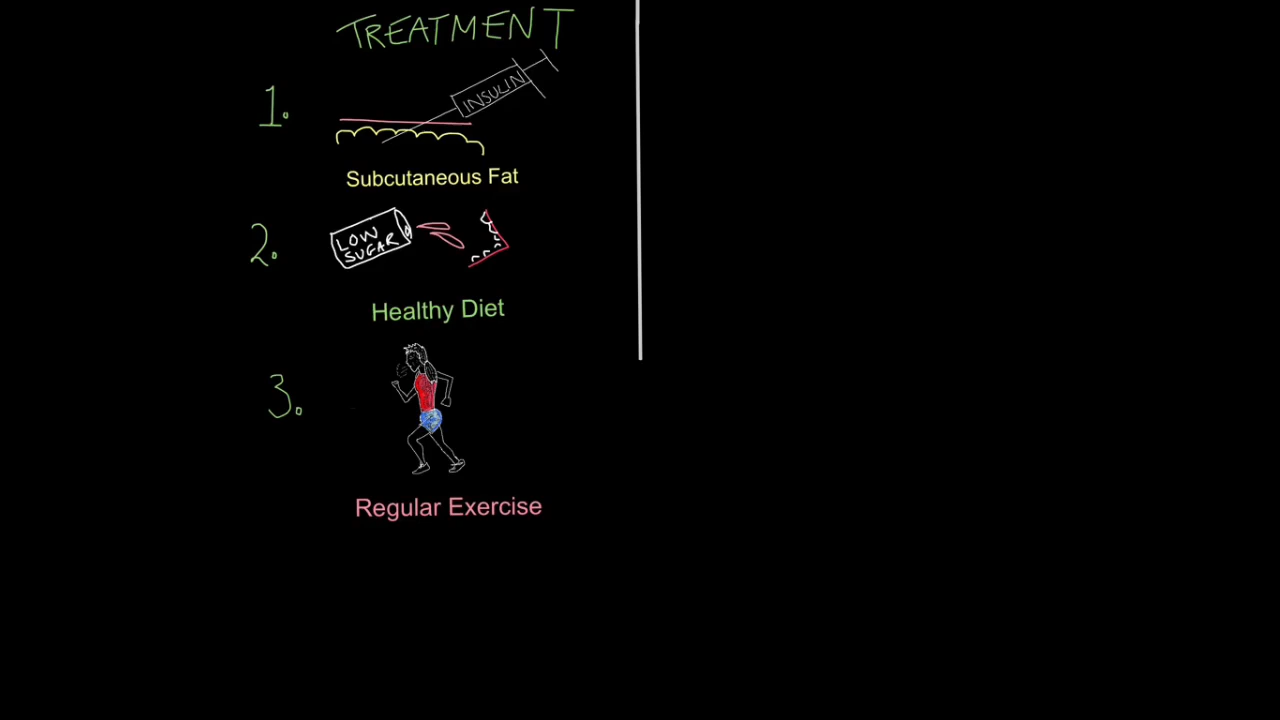 TREATMENT
1.
INSULIN
Subcutaneous Fat
2.
LOW
SUGAR
Healthy Diet
3.
Regular Exercise